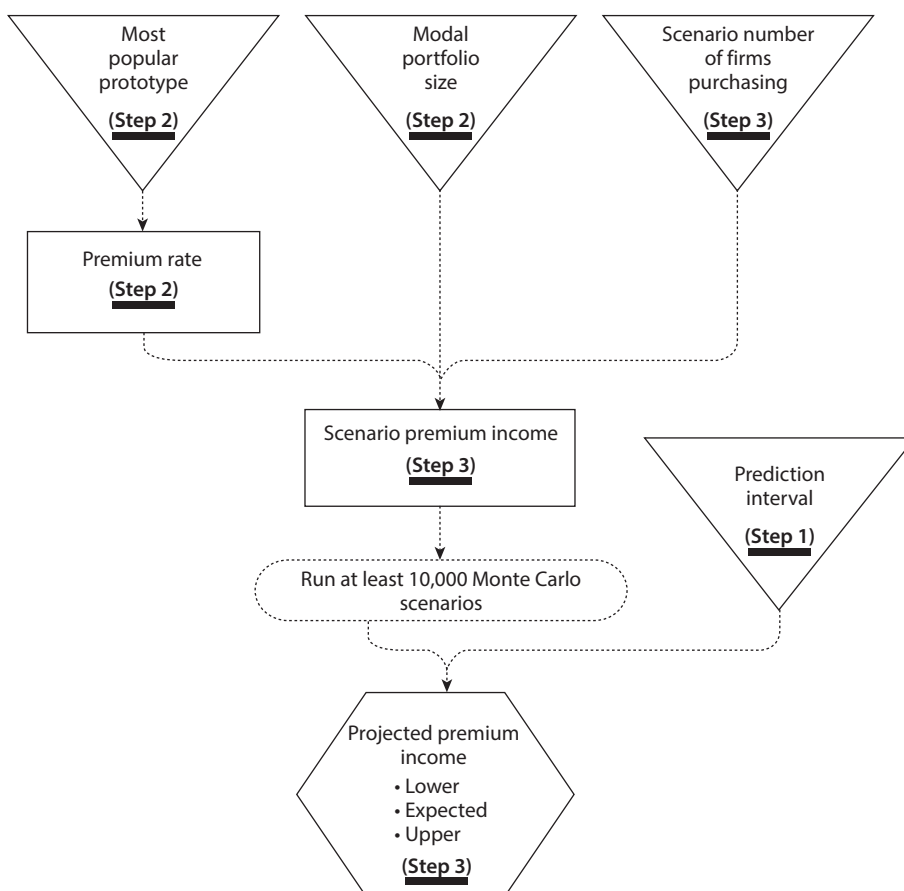 Most
popular
prototype
(Step 2)
Modal
portfolio
size
(Step 2)
Scenario number
of firms
purchasing
(Step 3)
Premium rate
(Step 2)
Scenario premium income
(Step 3)
Prediction
interval
(Step 1)
Run at least 10,000 Monte Carlo
scenarios
Projected premium
income
• Lower
• Expected
• Upper
(Step 3)